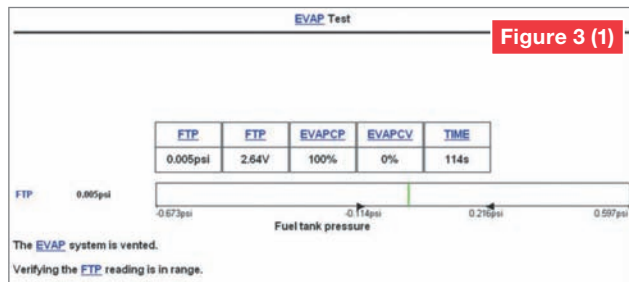 EVAP Test
Figure 3 (1)
FTP FTP EVAPCP EVAPCV TIME
0.005psi 2.64V 100% 0% 114s
FTP 0.005psi
-0.673psi -0.114psi 0.216psi 0.597psi
Fuel tank pressure
The EVAP system is vented.
Verifying the FTP reading is in range.